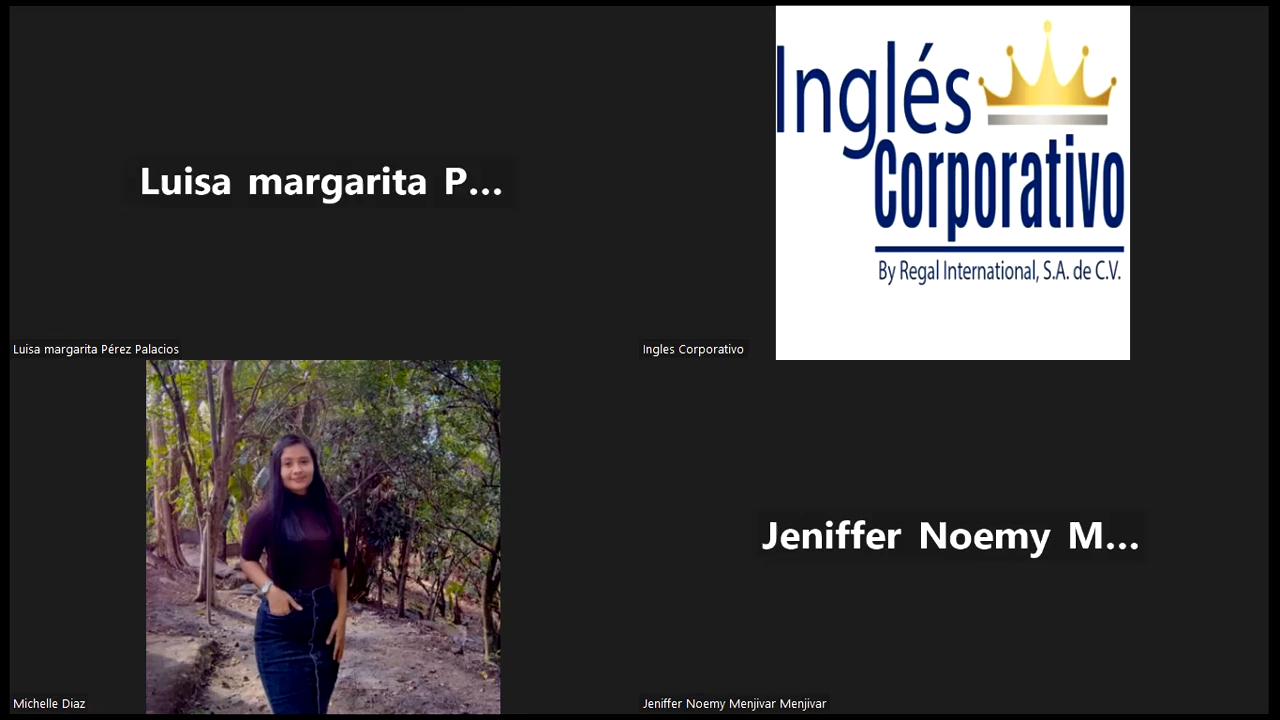 Luisa margarita P...
Luisa margarita Pérez Palacios
Inglés
Corporativo
By Regal International, S.A. de C.V.
Ingles Corporativo
Michelle Diaz
Jeniffer Noemy M...
Jeniffer Noemy Menjivar Menjivar